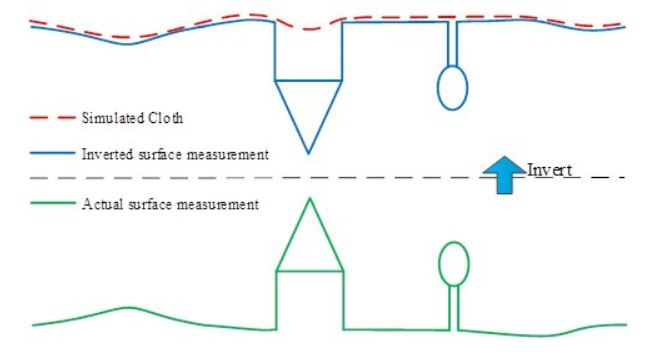 Simulated Cloth
Inverted surface measurement
Invert
Actual surface measurement